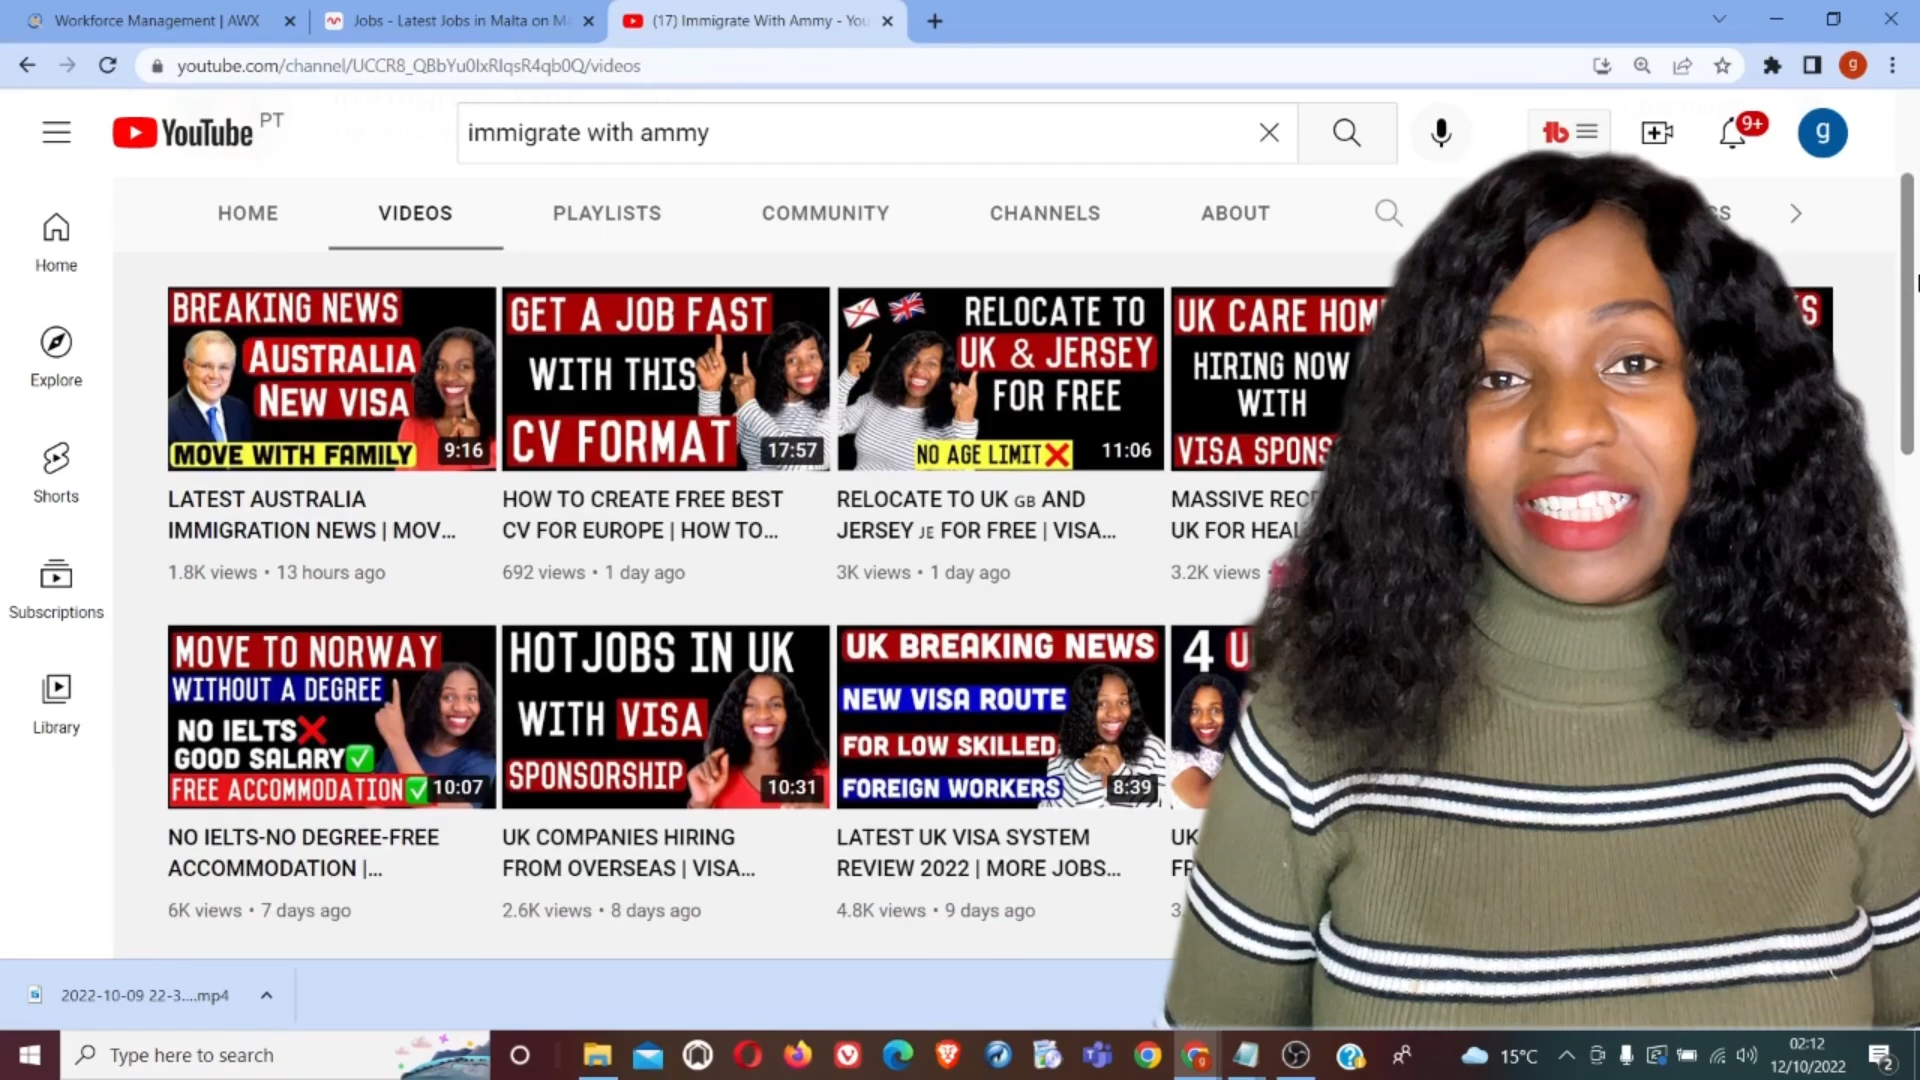 Workforce Management | AWX
Jobs - Latest Jobs in Malta on M
(17) Immigrate With Ammy - You
youtube.com/channel/UCCR8_QBbYu0IxRIqsR4qb0Q/videos
g
YouTube PT
immigrate with ammy
9+
g
HOME VIDEOS PLAYLISTS COMMUNITY CHANNELS ABOUT
Home
Explore
Shorts
Subscriptions
Library
BREAKING NEWS
AUSTRALIA
NEW VISA
MOVE WITH FAMILY
9:16
LATEST AUSTRALIA
IMMIGRATION NEWS | MOV...
1.8K views • 13 hours ago
GET A JOB FAST
WITH THIS
CV FORMAT
17:57
HOW TO CREATE FREE BEST
CV FOR EUROPE | HOW TO...
692 views • 1 day ago
RELOCATE TO
UK & JERSEY
FOR FREE
NO AGE LIMIT❌
11:06
RELOCATE TO UK GB AND
JERSEY JE FOR FREE | VISA...
3K views • 1 day ago
UK CARE HOM
HIRING NOW
WITH
VISA SPONS
MASSIVE REC
UK FOR HEAL
3.2K views •
MOVE TO NORWAY
WITHOUT A DEGREE
NO IELTS❌
GOOD SALARY✅
FREE ACCOMMODATION✅
10:07
NO IELTS-NO DEGREE-FREE
ACCOMMODATION |...
6K views • 7 days ago
HOT JOBS IN UK
WITH VISA
SPONSORSHIP
10:31
UK COMPANIES HIRING
FROM OVERSEAS | VISA...
2.6K views • 8 days ago
UK BREAKING NEWS
NEW VISA ROUTE
FOR LOW SKILLED
FOREIGN WORKERS
8:39
LATEST UK VISA SYSTEM
REVIEW 2022 | MORE JOBS...
4.8K views • 9 days ago
4 U
UK
FR
3.
2022-10-09 22-3....mp4
Type here to search
15°C
02:12
12/10/2022
2